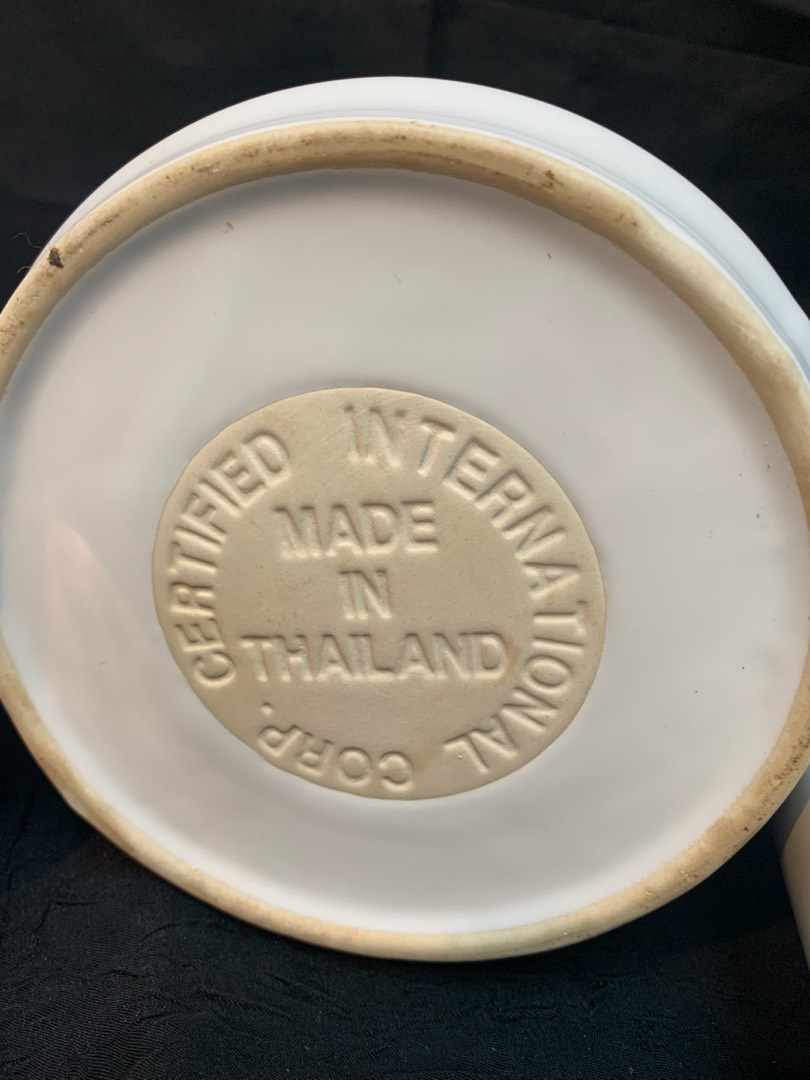 CERTIFIED INTERNATIONAL CORP.
MADE
IN
THAILAND